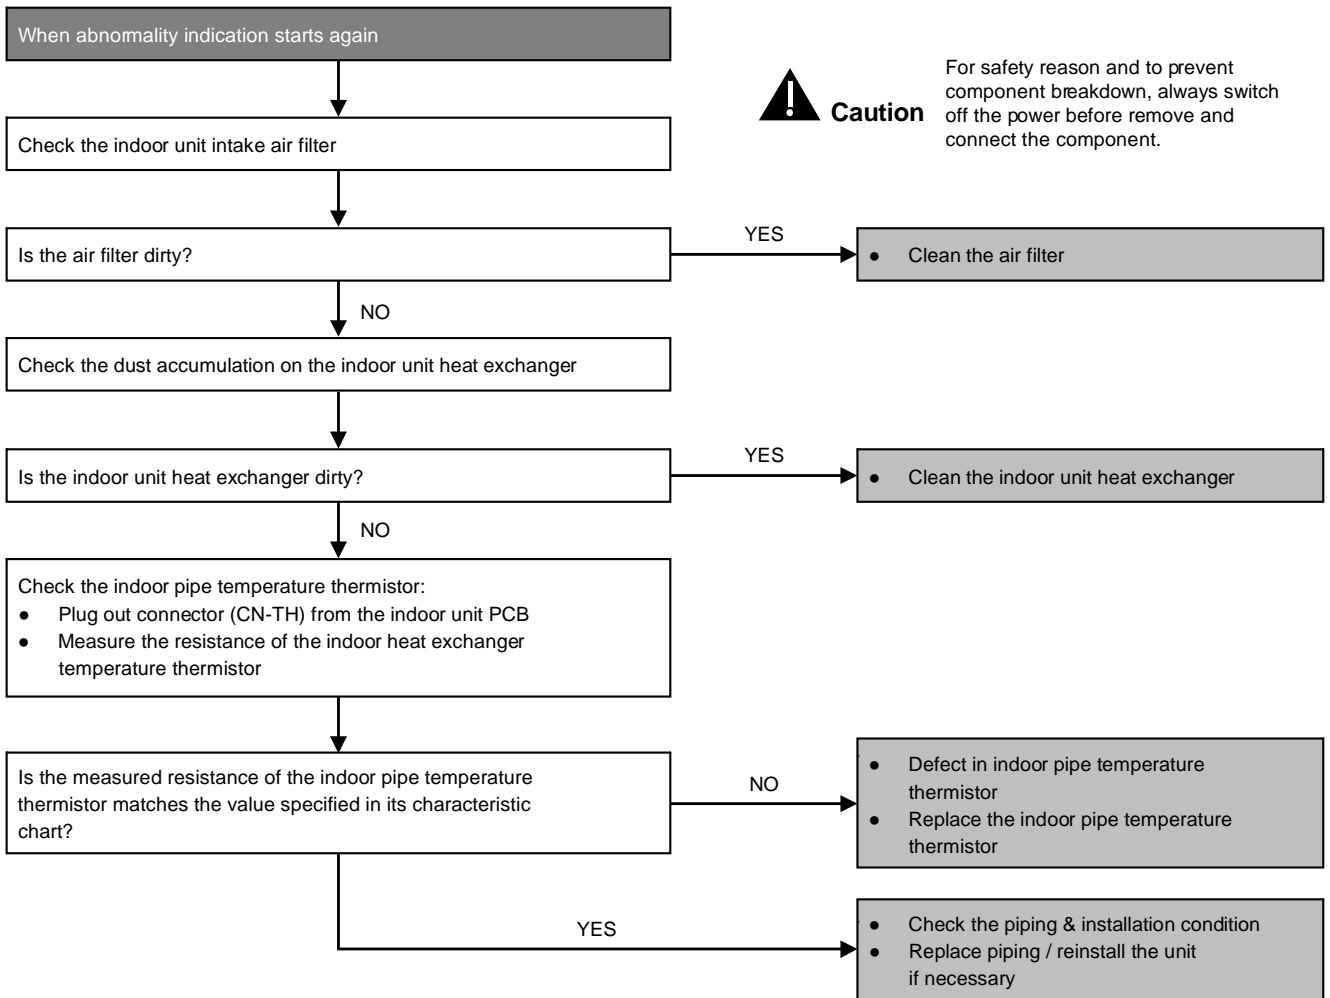 When abnormality indication starts again
For safety reason and to prevent
component breakdown, always switch
off the power before remove and
connect the component.
Caution
Check the indoor unit intake air filter
Is the air filter dirty?
YES
● Clean the air filter
NO
Check the dust accumulation on the indoor unit heat exchanger
Is the indoor unit heat exchanger dirty?
YES
● Clean the indoor unit heat exchanger
NO
Check the indoor pipe temperature thermistor:
● Plug out connector (CN-TH) from the indoor unit PCB
● Measure the resistance of the indoor heat exchanger
temperature thermistor
Is the measured resistance of the indoor pipe temperature
thermistor matches the value specified in its characteristic
chart?
NO
● Defect in indoor pipe temperature
thermistor
● Replace the indoor pipe temperature
thermistor
YES
● Check the piping & installation condition
● Replace piping / reinstall the unit
if necessary